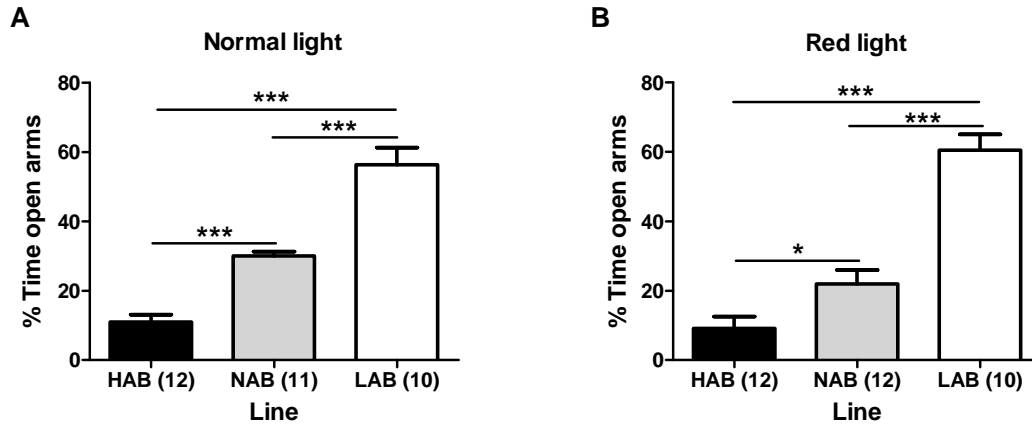 A
Normal light
% Time open arms
80
60
40
20
0
***
***
***
HAB (12) NAB (11) LAB (10)
Line
B
Red light
% Time open arms
80
60
40
20
0
***
***
*
HAB (12) NAB (12) LAB (10)
Line